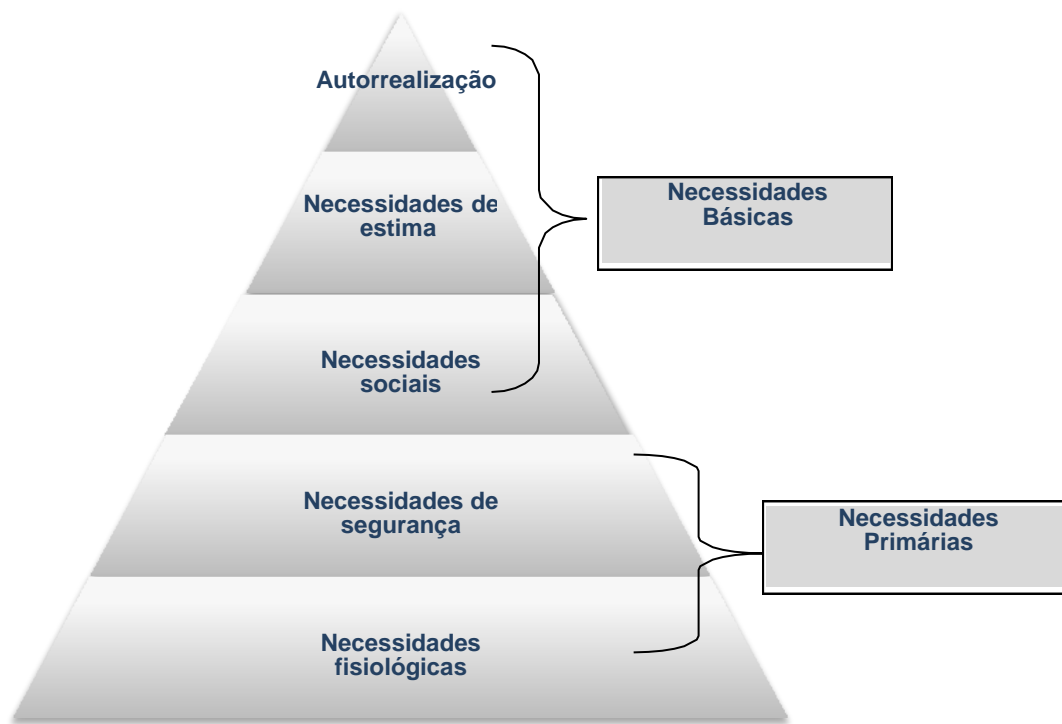 Autorrealização
Necessidades de
estima
Necessidades
Básicas
Necessidades
sociais
Necessidades de
segurança
Necessidades
Primárias
Necessidades
fisiológicas